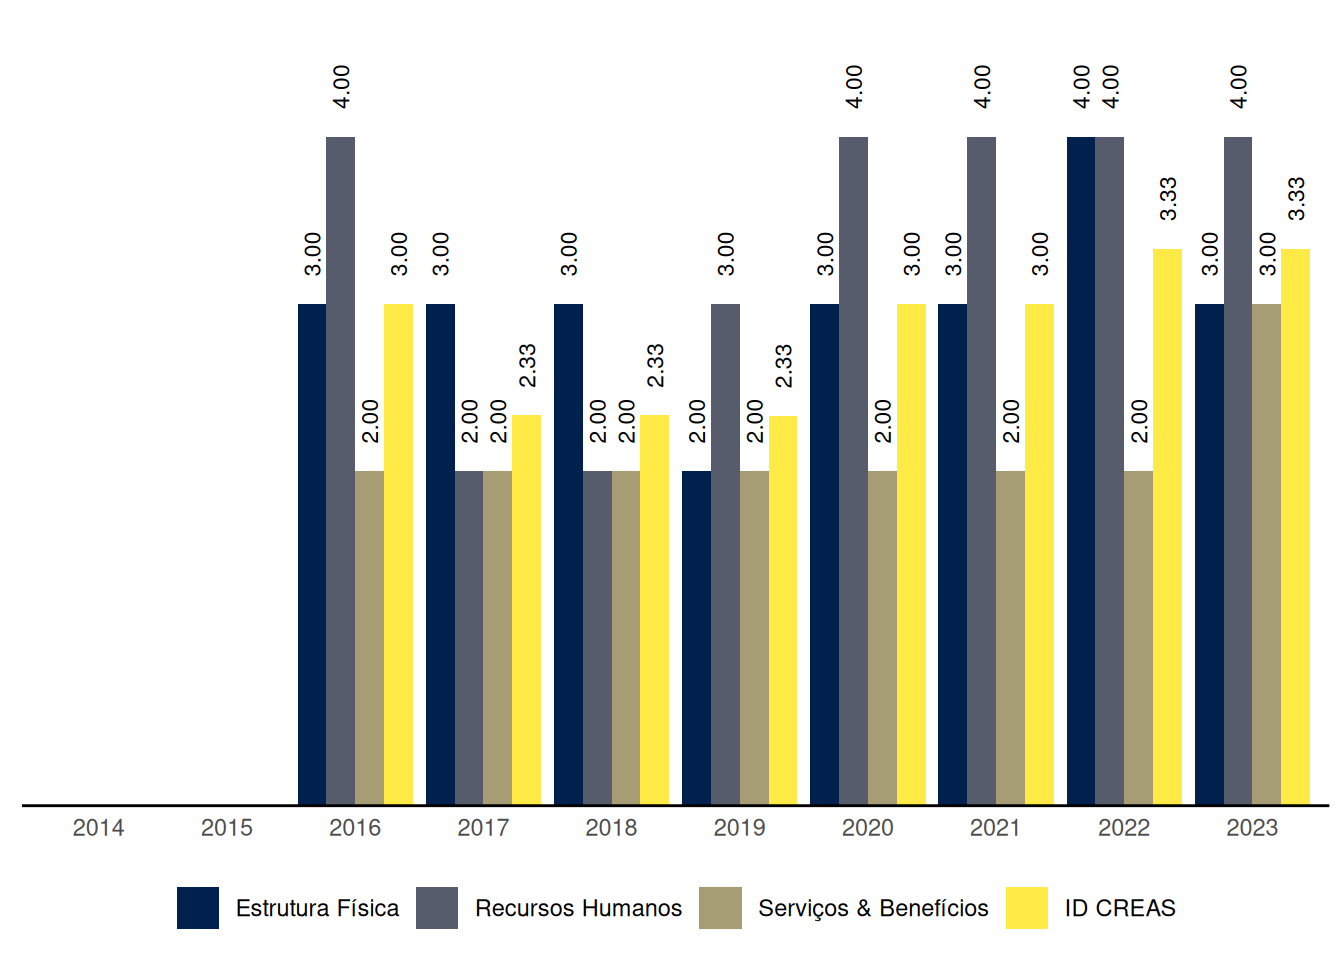 4.00 4.00 4.00 4.00 4.00 4.00
3.33 3.33
3.00 3.00 3.00 3.00 3.00 3.00 3.00 3.00 3.00 3.00 3.00
2.33 2.33 2.33
2.00 2.00 2.00 2.00 2.00 2.00 2.00 2.00 2.00 2.00
2014 2015 2016 2017 2018 2019 2020 2021 2022 2023
Estrutura Física Recursos Humanos Serviços & Benefícios ID CREAS